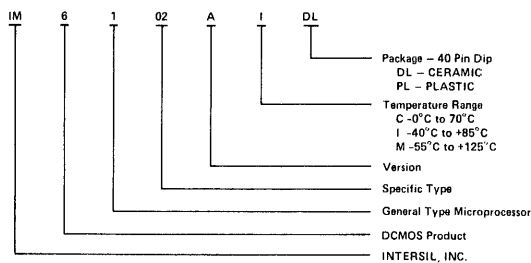 IM 6 1 02 A I DL
Package – 40 Pin Dip
DL – CERAMIC
PL – PLASTIC
Temperature Range
C -0°C to 70°C
I -40°C to +85°C
M -55°C to +125°C
Version
Specific Type
General Type Microprocessor
DCMOS Product
INTERSIL, INC.